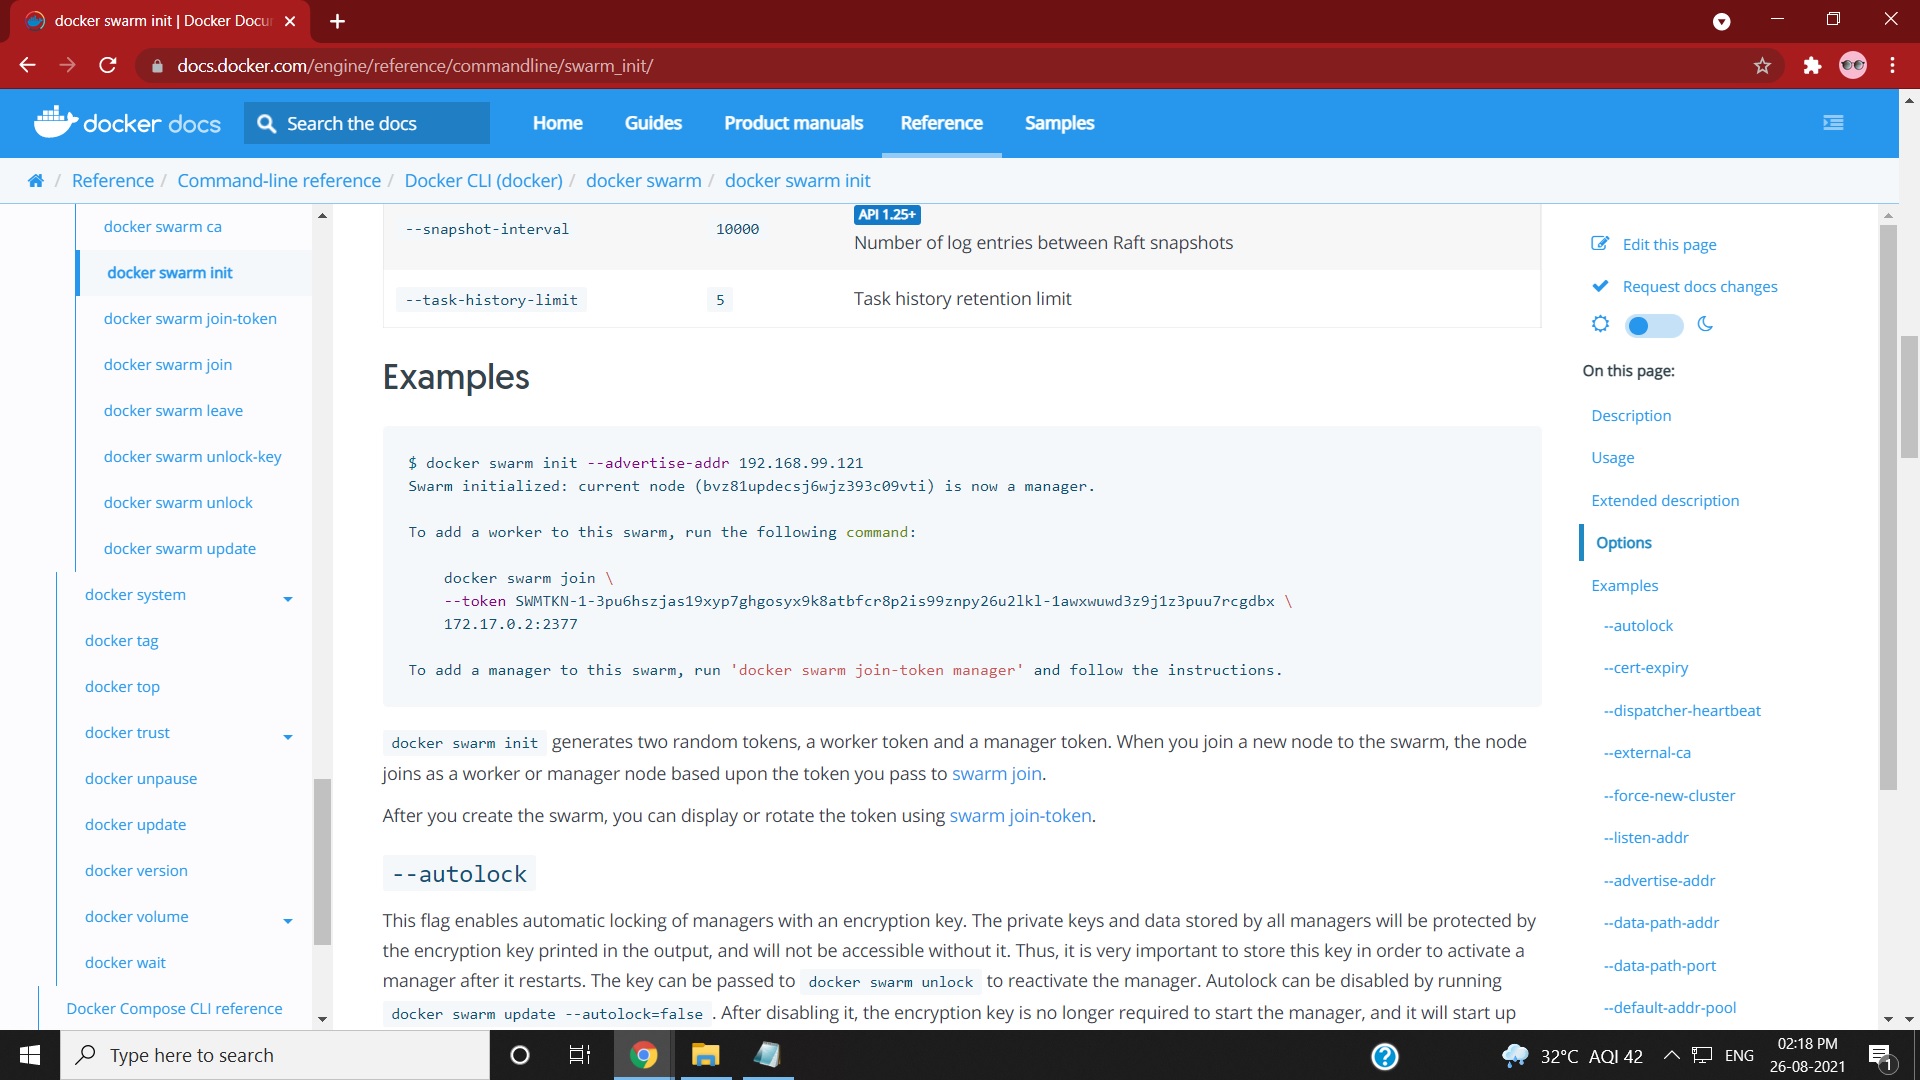 docker swarm init | Docker Docu
docs.docker.com/engine/reference/commandline/swarm_init/
docker docs
Search the docs
Home
Guides
Product manuals
Reference
Samples
/ Reference / Command-line reference / Docker CLI (docker) / docker swarm / docker swarm init
docker swarm ca
docker swarm init
docker swarm join-token
docker swarm join
docker swarm leave
docker swarm unlock-key
docker swarm unlock
docker swarm update
docker system
docker tag
docker top
docker trust
docker unpause
docker update
docker version
docker volume
docker wait
Docker Compose CLI reference
--snapshot-interval
10000
API 1.25+
Number of log entries between Raft snapshots
--task-history-limit
5
Task history retention limit
Examples
$ docker swarm init --advertise-addr 192.168.99.121
Swarm initialized: current node (bvz81updecsj6wjz393c09vti) is now a manager.
To add a worker to this swarm, run the following command:
docker swarm join \
--token SWMTKN-1-3pu6hszjas19xyp7ghgosyx9k8atbfcr8p2is99znpy26u2lkl-1awxwuwd3z9j1z3puu7rcgdbx \
172.17.0.2:2377
To add a manager to this swarm, run 'docker swarm join-token manager' and follow the instructions.
docker swarm init generates two random tokens, a worker token and a manager token. When you join a new node to the swarm, the node
joins as a worker or manager node based upon the token you pass to swarm join.
After you create the swarm, you can display or rotate the token using swarm join-token.
--autolock
This flag enables automatic locking of managers with an encryption key. The private keys and data stored by all managers will be protected by
the encryption key printed in the output, and will not be accessible without it. Thus, it is very important to store this key in order to activate a
manager after it restarts. The key can be passed to docker swarm unlock to reactivate the manager. Autolock can be disabled by running
docker swarm update --autolock=false . After disabling it, the encryption key is no longer required to start the manager, and it will start up
Edit this page
Request docs changes
On this page:
Description
Usage
Extended description
Options
Examples
--autolock
--cert-expiry
--dispatcher-heartbeat
--external-ca
--force-new-cluster
--listen-addr
--advertise-addr
--data-path-addr
--data-path-port
--default-addr-pool
Type here to search
?
32°C AQI 42
ENG
02:18 PM
26-08-2021
1